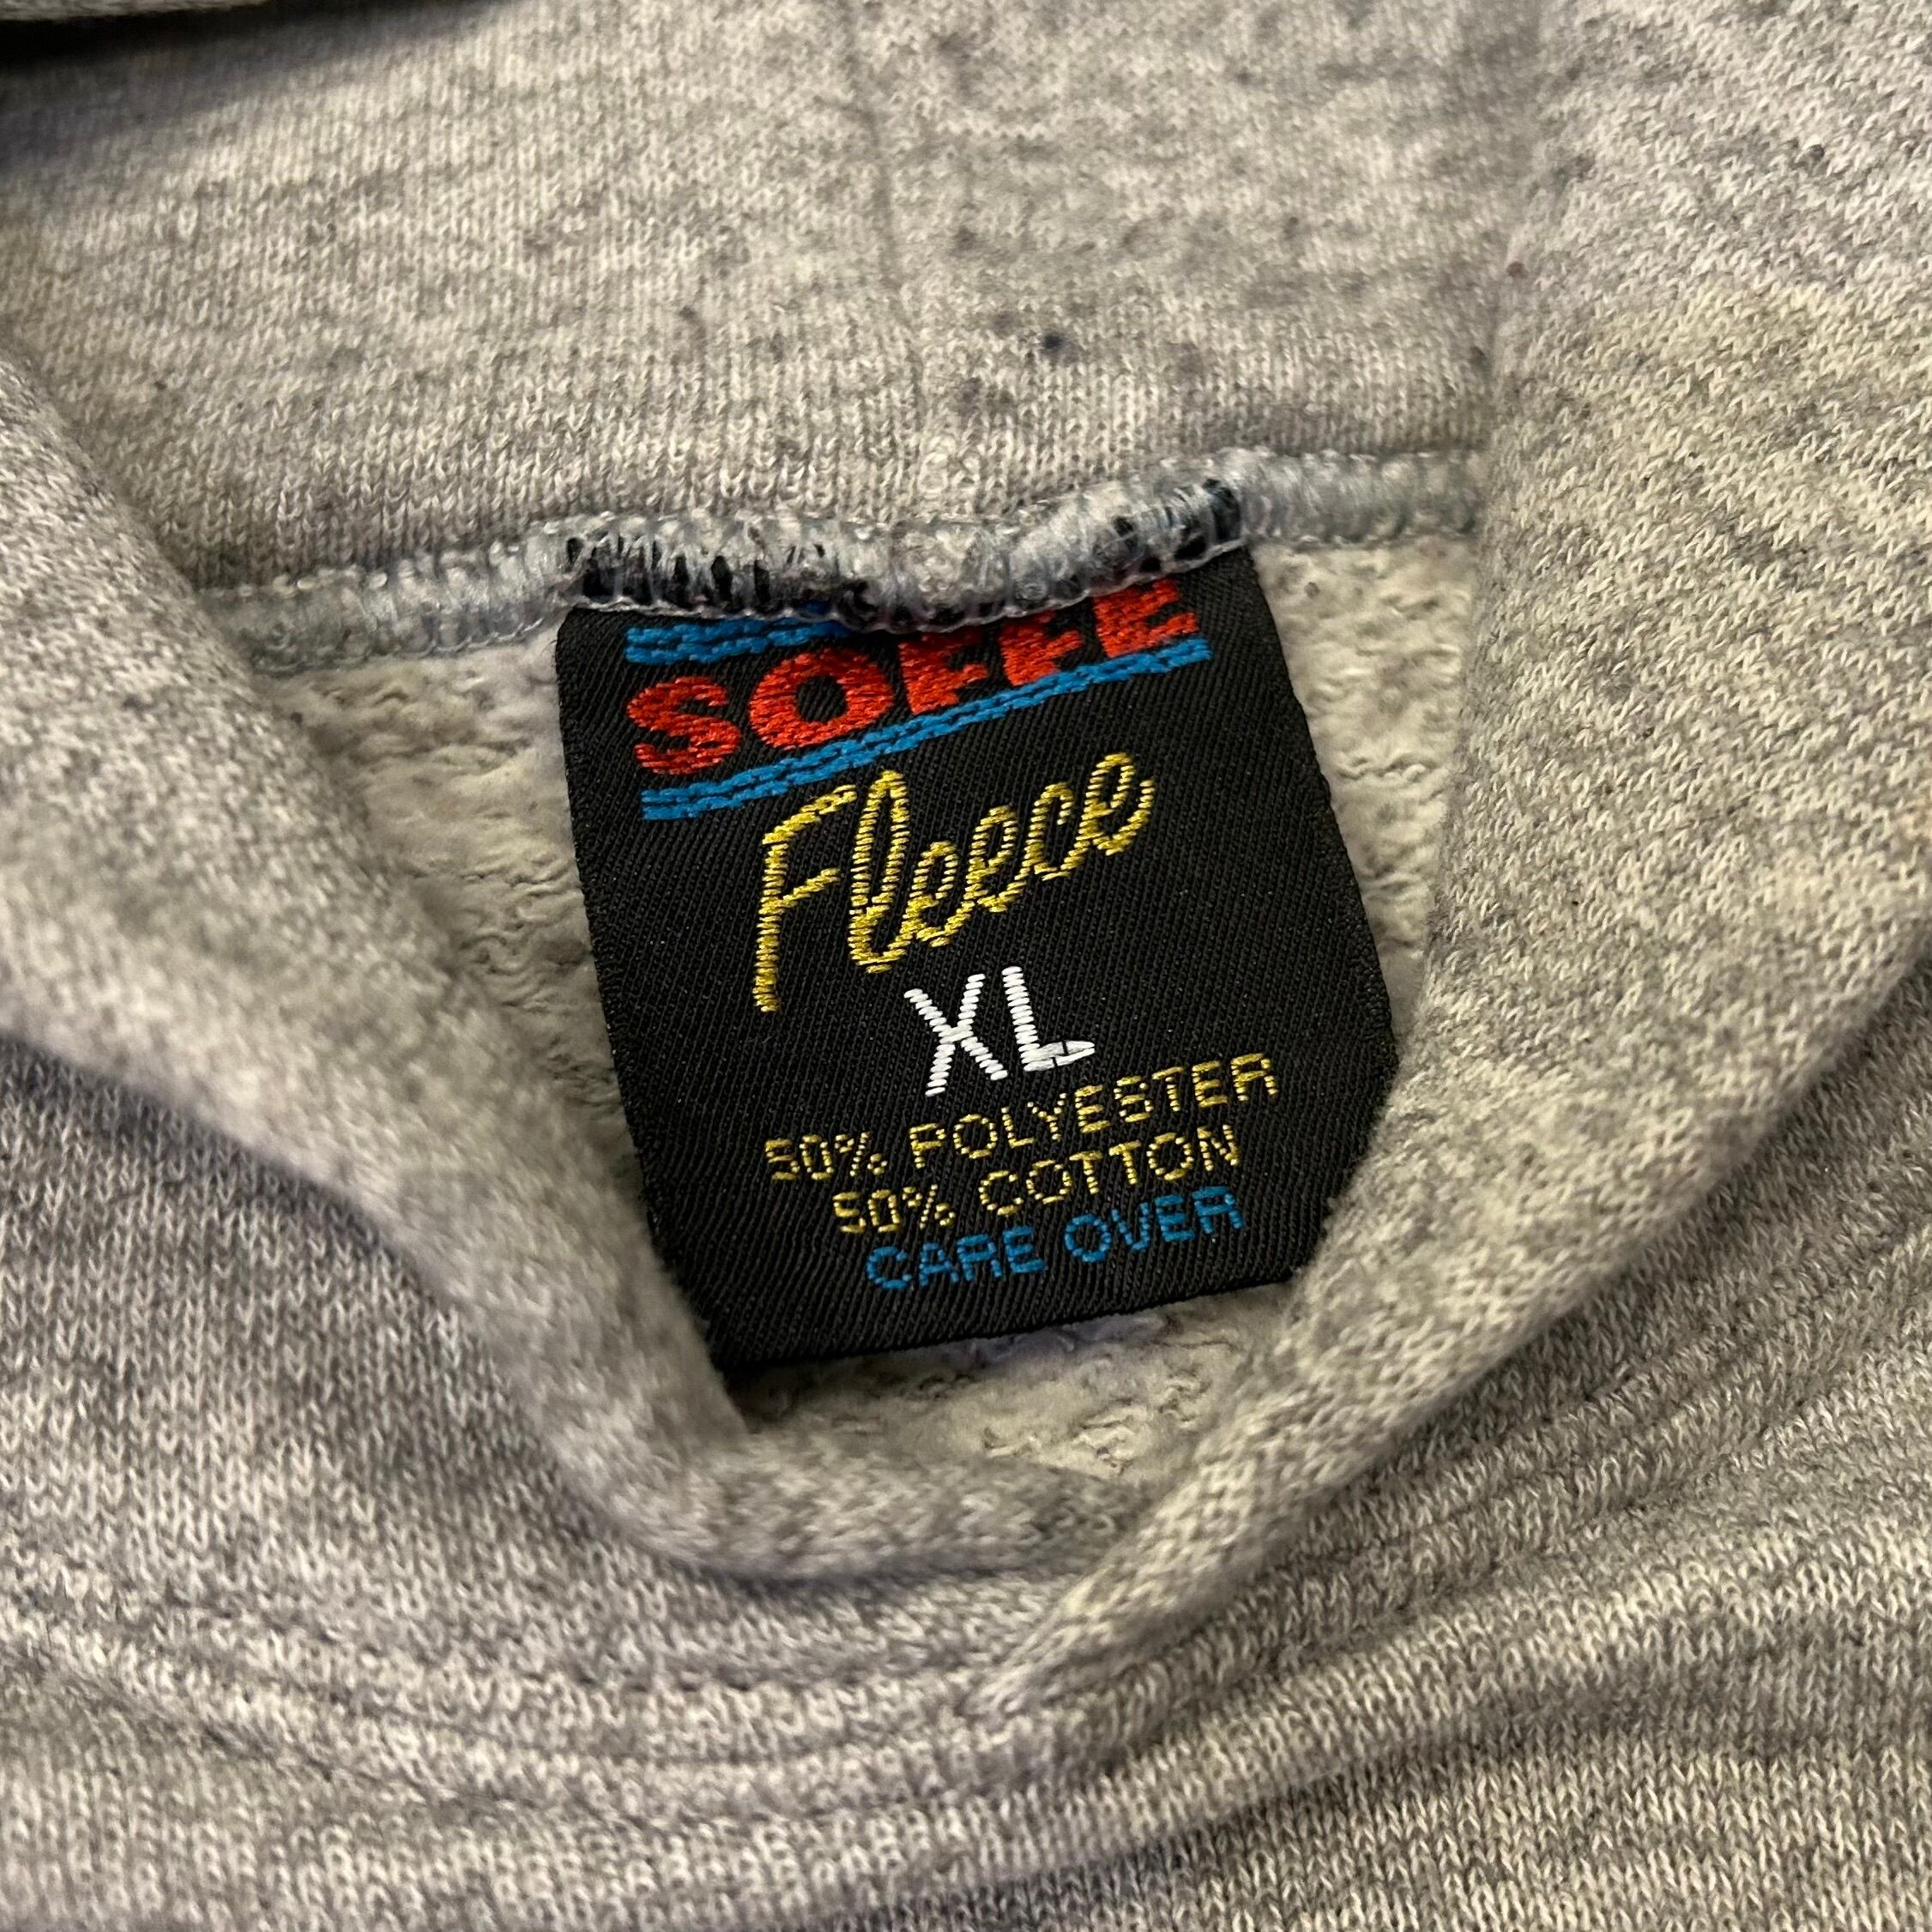 SOFFE
Fleece
XL
50% POLYESTER
50% COTTON
CARE OVER